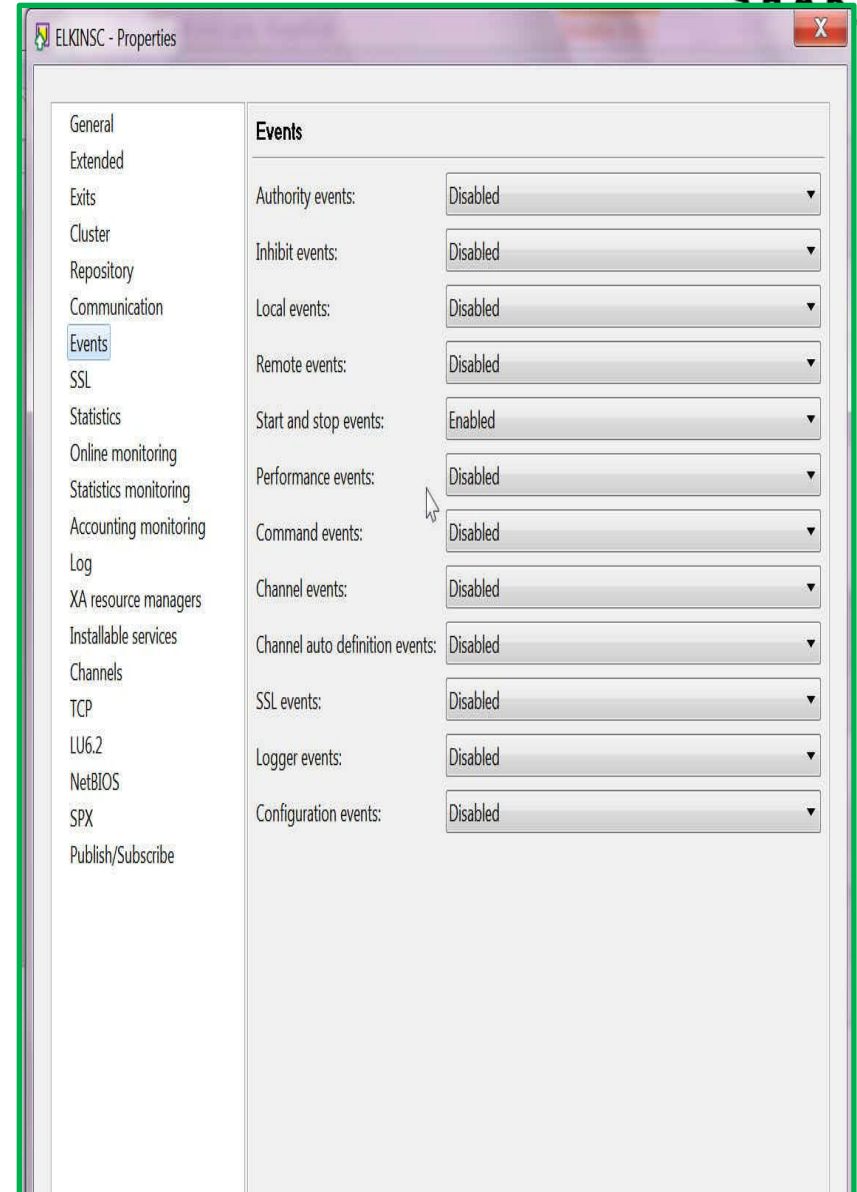 ELKINSC - Properties
X
General
Extended
Exits
Cluster
Repository
Communication
Events
SSL
Statistics
Online monitoring
Statistics monitoring
Accounting monitoring
Log
XA resource managers
Installable services
Channels
TCP
LU6.2
NetBIOS
SPX
Publish/Subscribe
Events
Authority events: Disabled
Inhibit events: Disabled
Local events: Disabled
Remote events: Disabled
Start and stop events: Enabled
Performance events: Disabled
Command events: Disabled
Channel events: Disabled
Channel auto definition events: Disabled
SSL events: Disabled
Logger events: Disabled
Configuration events: Disabled